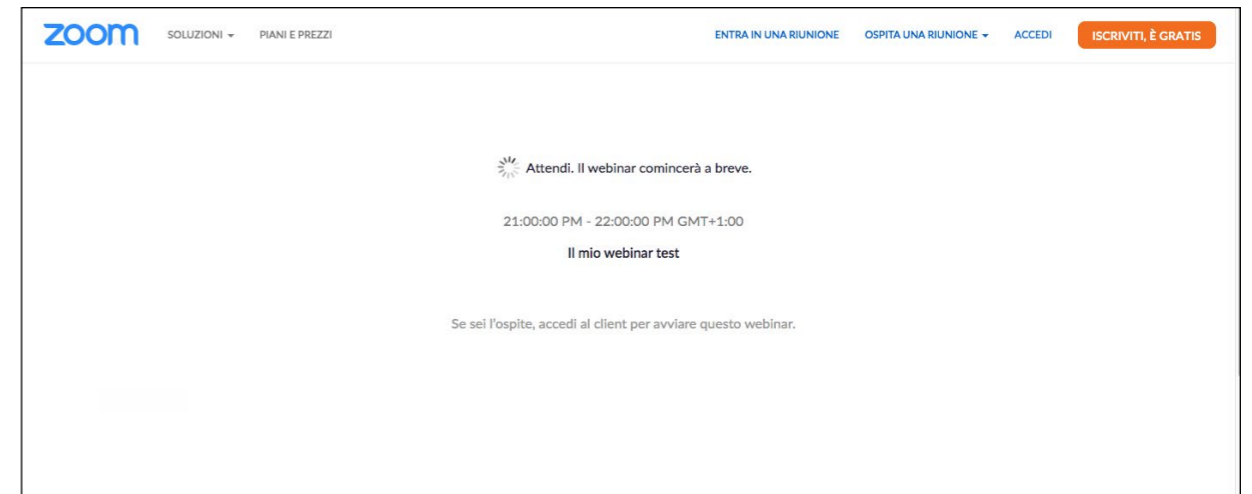 zoom SOLUZIONI PIANI E PREZZI ENTRA IN UNA RIUNIONE OSPITA UNA RIUNIONE ACCEDI ISCRIVITI, È GRATIS
Attendi. Il webinar comincerà a breve.
21:00:00 PM - 22:00:00 PM GMT+1:00
Il mio webinar test
Se sei l'ospite, accedi al client per avviare questo webinar.